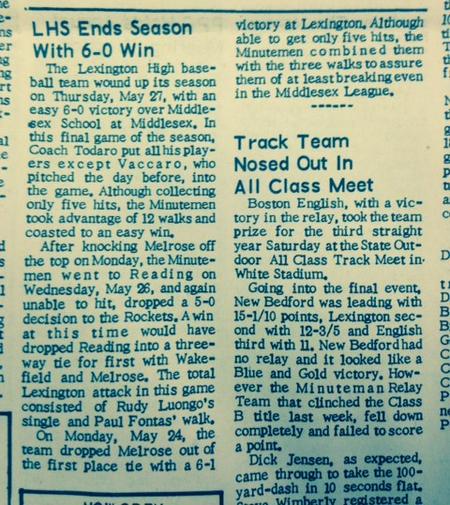 LHS Ends Season
With 6-0 Win
The Lexington High base-
ball team wound up its season
on Thursday, May 27, with an
easy 6-0 victory over Middle-
sex School at Middlesex. In
this final game of the season,
Coach Todaro put all his play-
ers except Vaccaro, who
pitched the day before, into
the game. Although collecting
only five hits, the Minutemen
took advantage of 12 walks and
coasted to an easy win.
After knocking Melrose off
the top on Monday, the Minute-
men went to Reading on
Wednesday, May 26, and again
unable to hit, dropped a 5-0
decision to the Rockets. A win
at this time would have
dropped Reading into a three-
way tie for first with Wake-
field and Melrose. The total
Lexington attack in this game
consisted of Rudy Luongo's
single and Paul Fontas' walk.
On Monday, May 24, the
team dropped Melrose out of
the first place tie with a 6-1
victory at Lexington. Although
able to get only five hits, the
Minutemen combined them
with the three walks to assure
them of at least breaking even
in the Middlesex League.
------
Track Team
Nosed Out In
All Class Meet
Boston English, with a vic-
tory in the relay, took the team
prize for the third straight
year Saturday at the State Out-
door All Class Track Meet in
White Stadium.
Going into the final event,
New Bedford was leading with
15-1/10 points, Lexington sec-
ond with 12-3/5 and English
third with 11. New Bedford had
no relay and it looked like a
Blue and Gold victory. How-
ever the Minuteman Relay
Team that clinched the Class
B title last week, fell down
completely and failed to score
a point.
Dick Jensen, as expected,
came through to take the 100-
yard-dash in 10 seconds flat.
Wimberly registered a